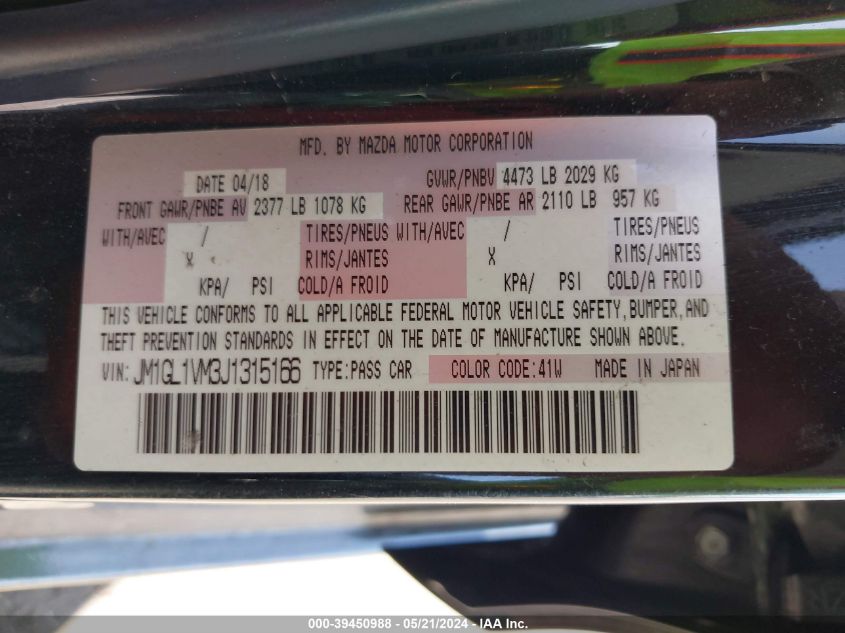 MFD. BY MAZDA MOTOR CORPORATION
DATE 04/18 GVWR/PNBV 4473 LB 2029 KG
FRONT GAWR/PNBE AV 2377 LB 1078 KG REAR GAWR/PNBE AR 2110 LB 957 KG
WITH/AVEC / TIRES/PNEUS WITH/AVEC / TIRES/PNEUS
X RIMS/JANTES X RIMS/JANTES
KPA/ PSI COLD/A FROID KPA/ PSI COLD/A FROID
THIS VEHICLE CONFORMS TO ALL APPLICABLE FEDERAL MOTOR VEHICLE SAFETY, BUMPER, AND
THEFT PREVENTION STANDARDS IN EFFECT ON THE DATE OF MANUFACTURE SHOWN ABOVE.
VIN: JM1GL1VM3J1315166 TYPE: PASS CAR COLOR CODE: 41W MADE IN JAPAN
000-39450988 - 05/21/2024 - IAA Inc.